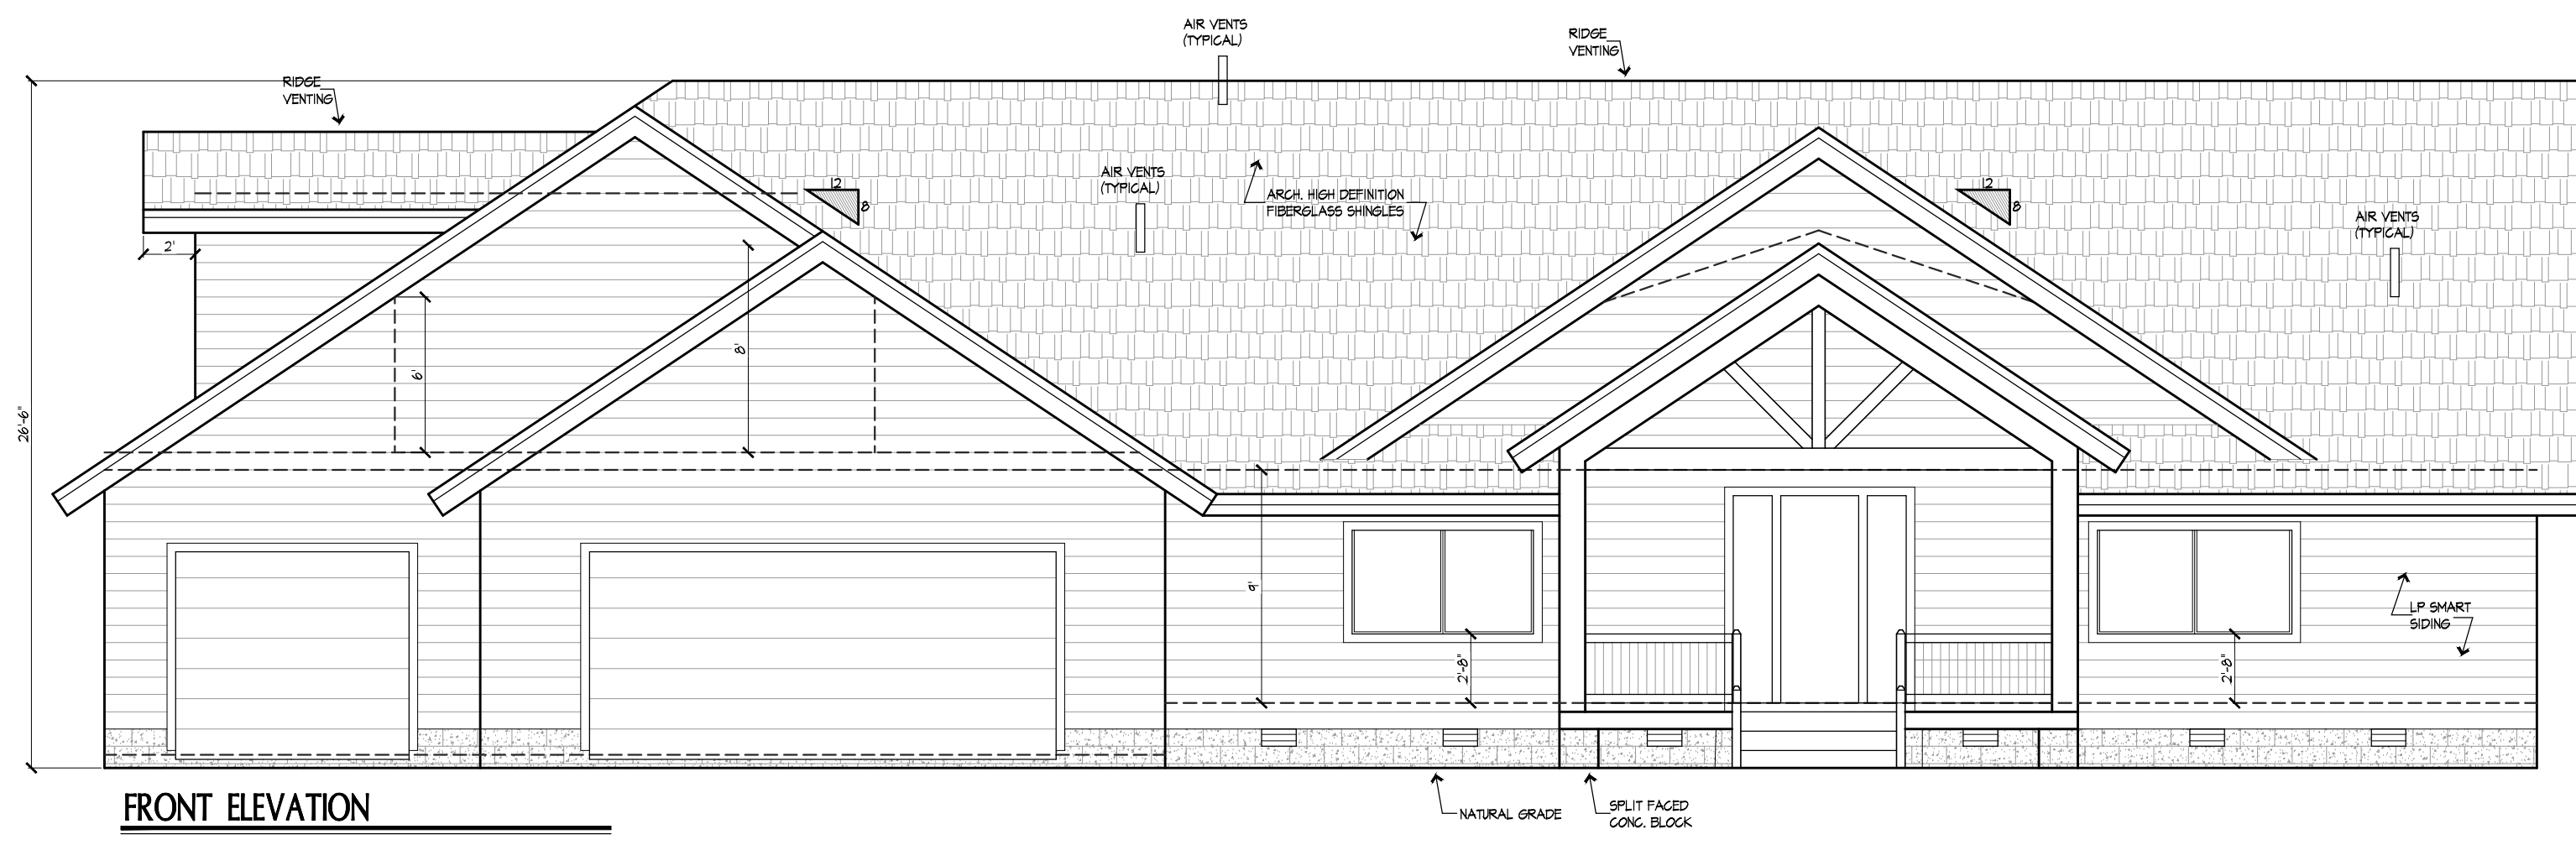 AIR VENTS
(TYPICAL)
RIDGE
VENTING
RIDGE
VENTING
AIR VENTS
(TYPICAL)
12
8
ARCH. HIGH DEFINITION
FIBERGLASS SHINGLES
12
8
AIR VENTS
(TYPICAL)
2'
8'
6'
26'-6"
9'
LP SMART
SIDING
2'-8"
2'-8"
FRONT ELEVATION
NATURAL GRADE
SPLIT FACED
CONC. BLOCK